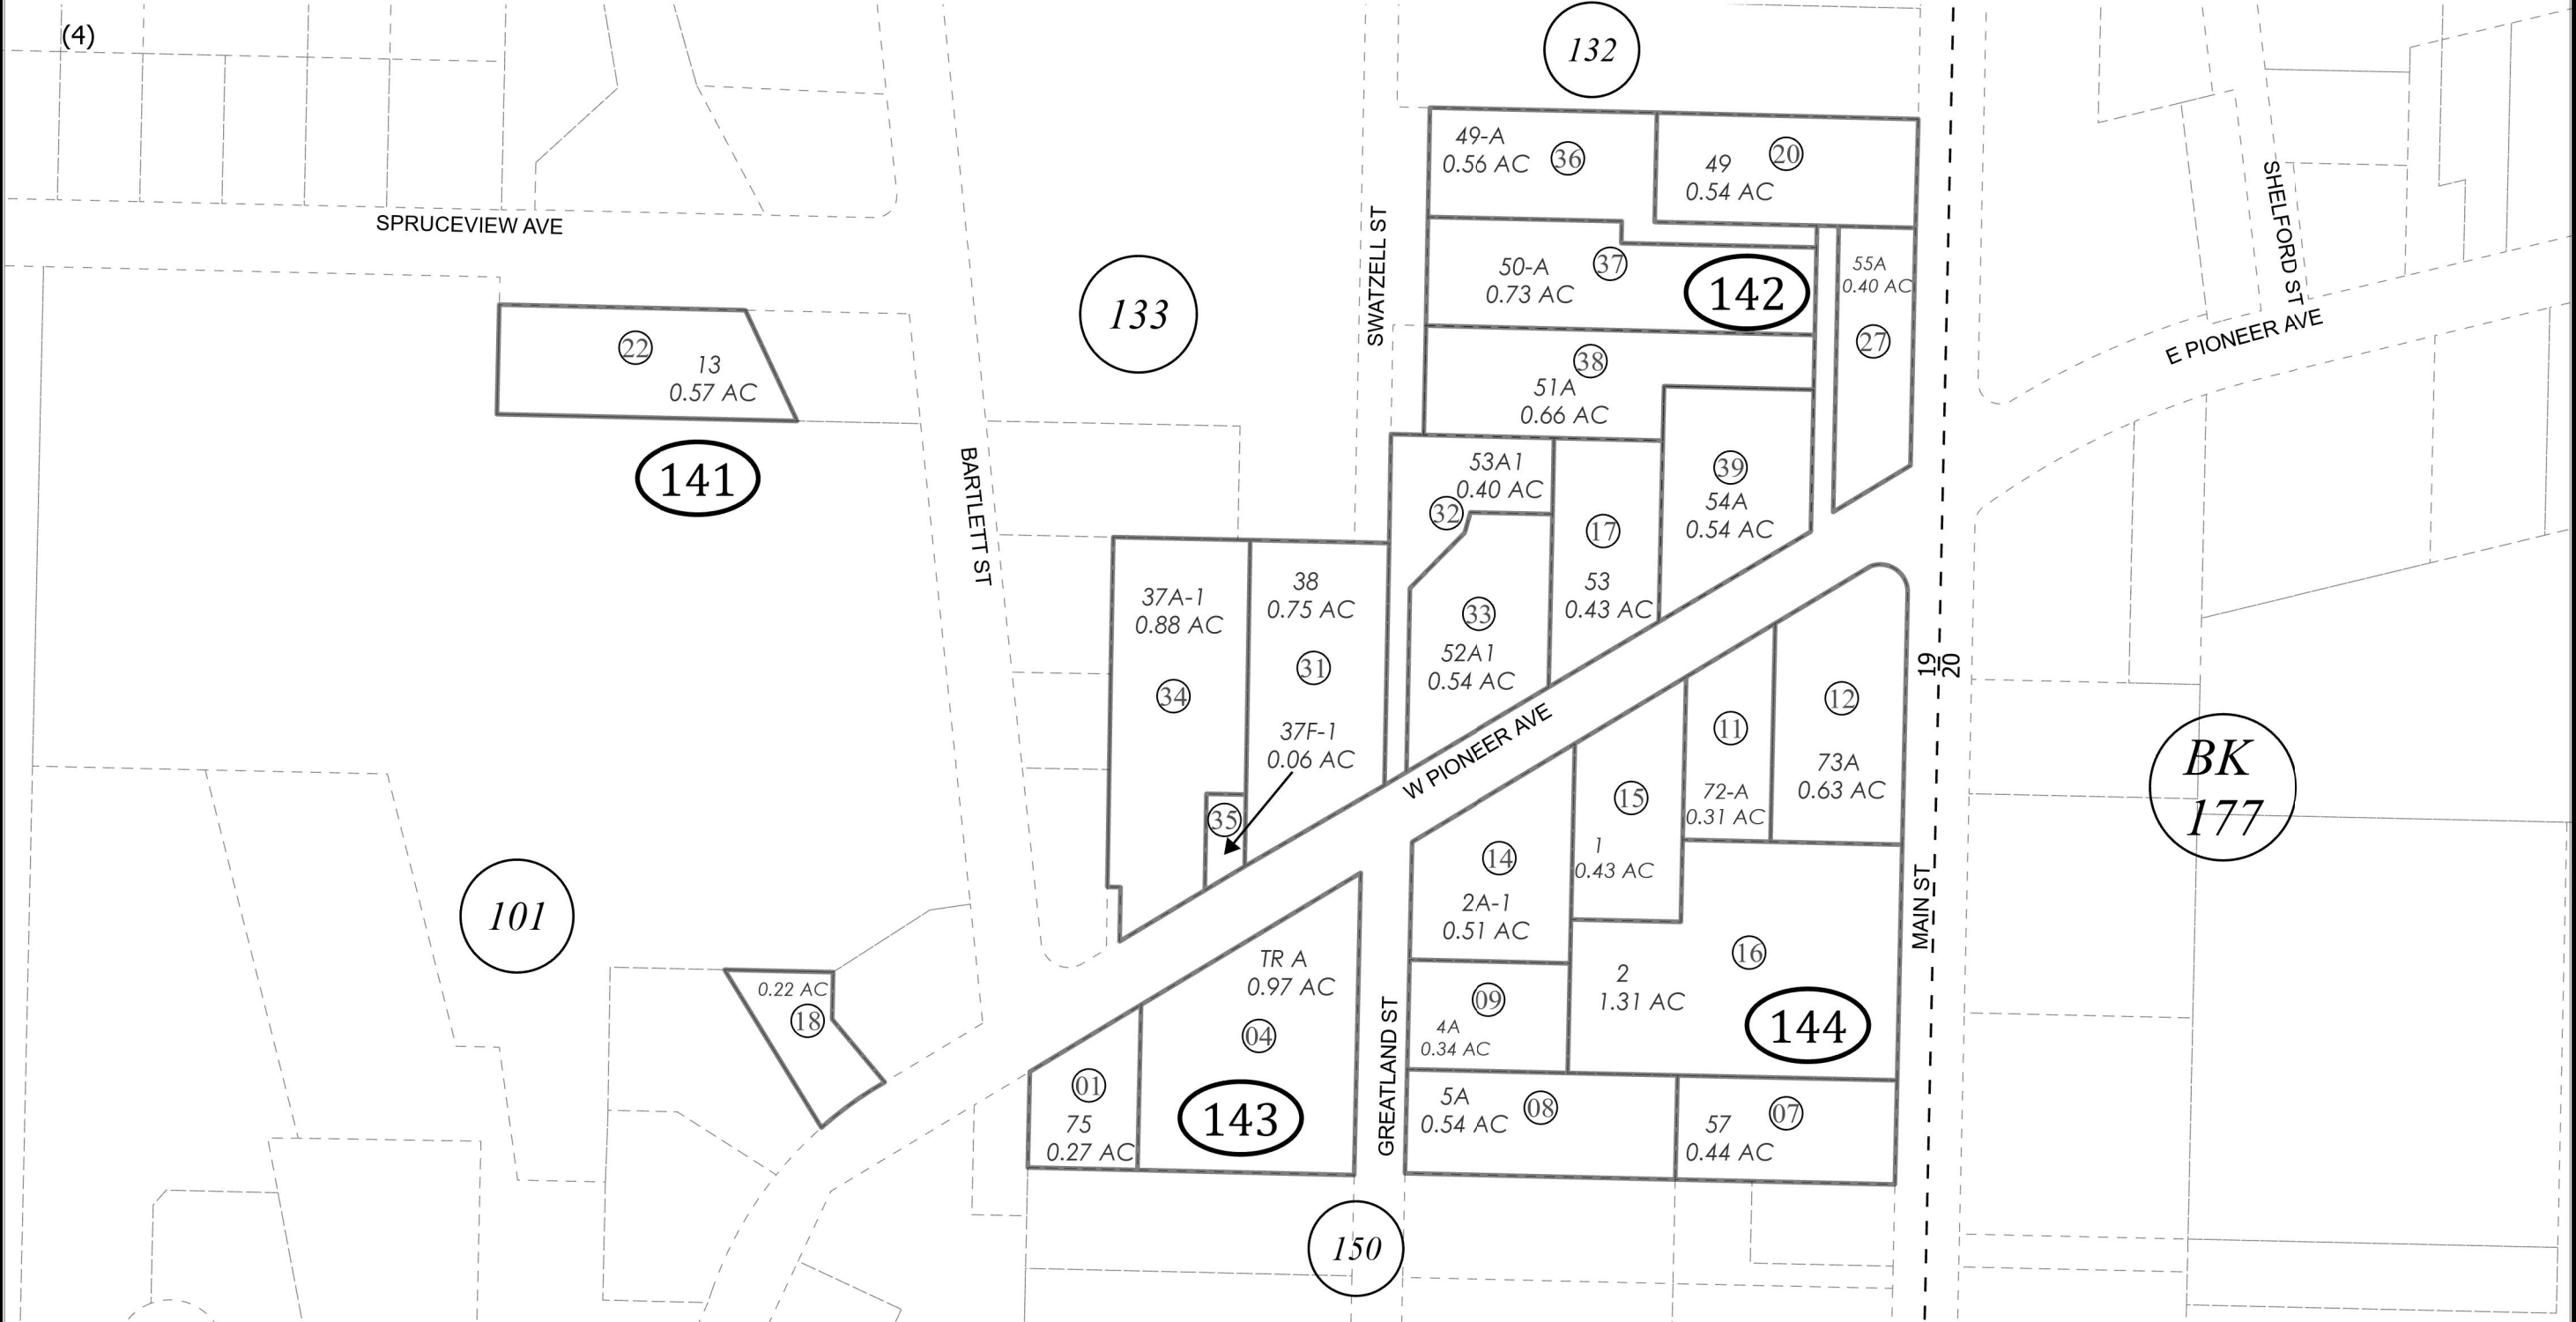 (4)
132
49-A
0.56 AC
36
49
0.54 AC
20
SPRUCEVIEW AVE
SWATZELL ST
SHELFORD ST
50-A
0.73 AC
37
142
55A
0.40 AC
27
133
E PIONEER AVE
22
13
0.57 AC
38
51A
0.66 AC
141
BARTLETT ST
53A1
0.40 AC
32
39
54A
0.54 AC
17
53
0.43 AC
37A-1
0.88 AC
34
38
0.75 AC
31
33
52A1
0.54 AC
37F-1
0.06 AC
35
W PIONEER AVE
19
20
12
73A
0.63 AC
11
72-A
0.31 AC
15
1
0.43 AC
BK
177
14
2A-1
0.51 AC
101
MAIN ST
TR A
0.97 AC
04
0.22 AC
18
16
2
1.31 AC
144
09
4A
0.34 AC
GREATLAND ST
01
75
0.27 AC
143
5A
0.54 AC
08
57
0.44 AC
07
150